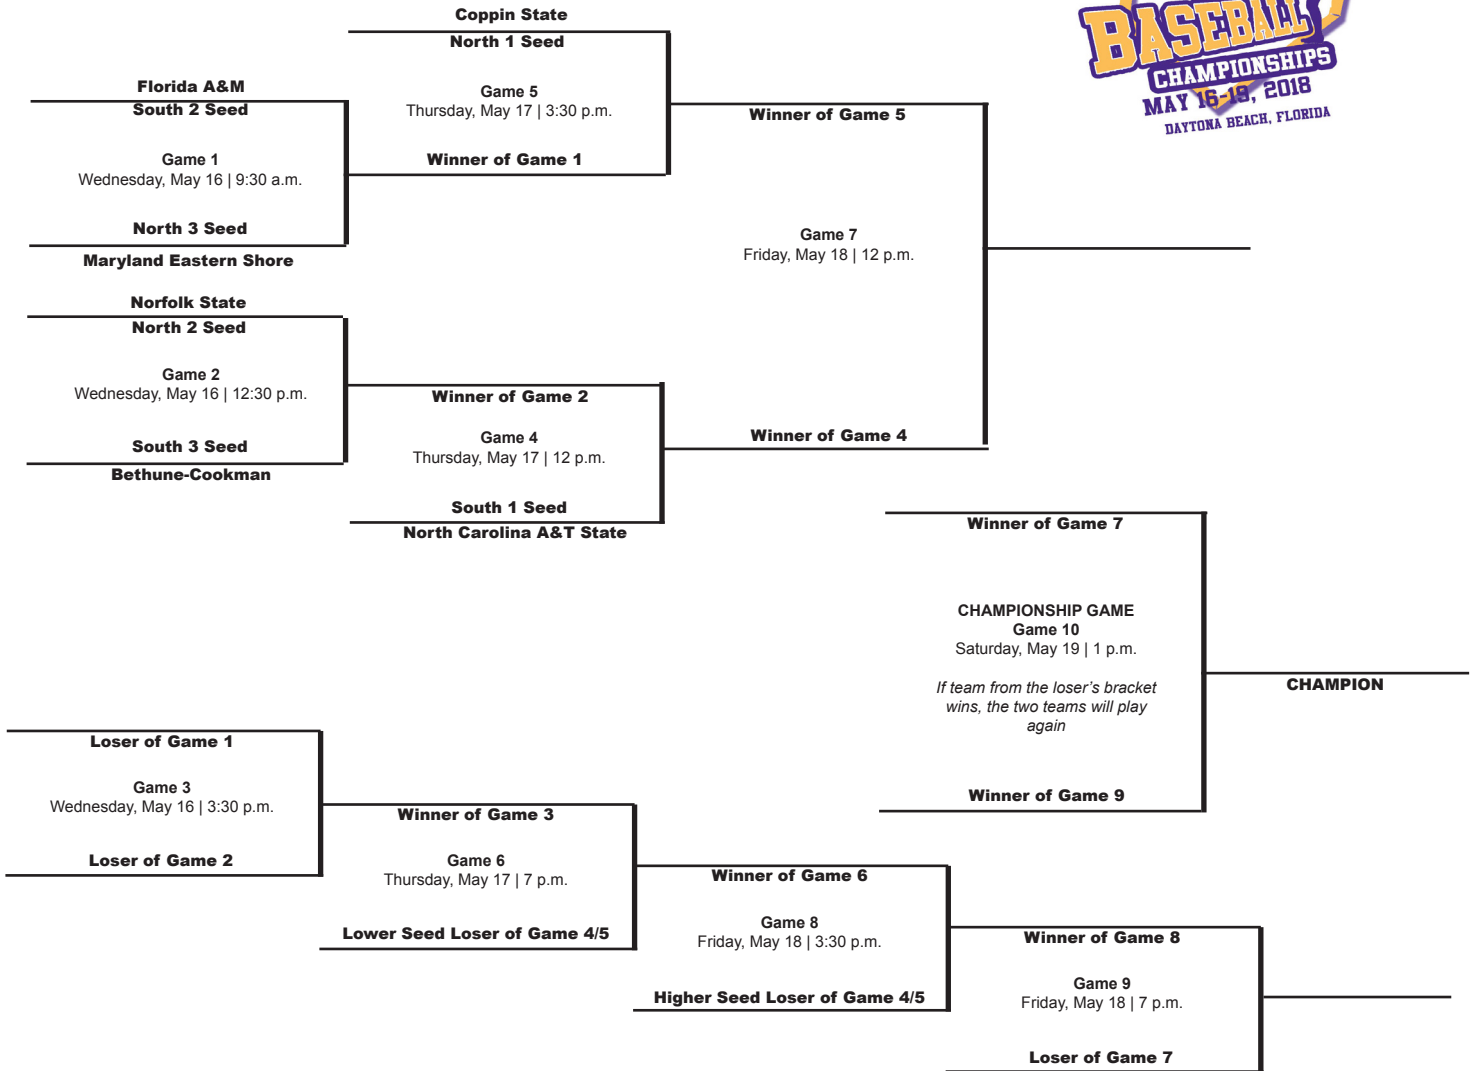 Coppin State
North 1 Seed
Game 5
Thursday, May 17 | 3:30 p.m.
Winner of Game 1
Florida A&M
South 2 Seed
Game 1
Wednesday, May 16 | 9:30 a.m.
North 3 Seed
Maryland Eastern Shore
Norfolk State
North 2 Seed
Game 2
Wednesday, May 16 | 12:30 p.m.
South 3 Seed
Bethune-Cookman
Winner of Game 2
Game 4
Thursday, May 17 | 12 p.m.
South 1 Seed
North Carolina A&T State
Winner of Game 5
Game 7
Friday, May 18 | 12 p.m.
Winner of Game 4
BASEBALL
CHAMPIONSHIPS
MAY 16-19, 2018
DAYTONA BEACH, FLORIDA
Winner of Game 7
CHAMPIONSHIP GAME
Game 10
Saturday, May 19 | 1 p.m.
If team from the loser's bracket
wins, the two teams will play
again
Winner of Game 9
CHAMPION
Loser of Game 1
Game 3
Wednesday, May 16 | 3:30 p.m.
Loser of Game 2
Winner of Game 3
Game 6
Thursday, May 17 | 7 p.m.
Lower Seed Loser of Game 4/5
Winner of Game 6
Game 8
Friday, May 18 | 3:30 p.m.
Higher Seed Loser of Game 4/5
Winner of Game 8
Game 9
Friday, May 18 | 7 p.m.
Loser of Game 7